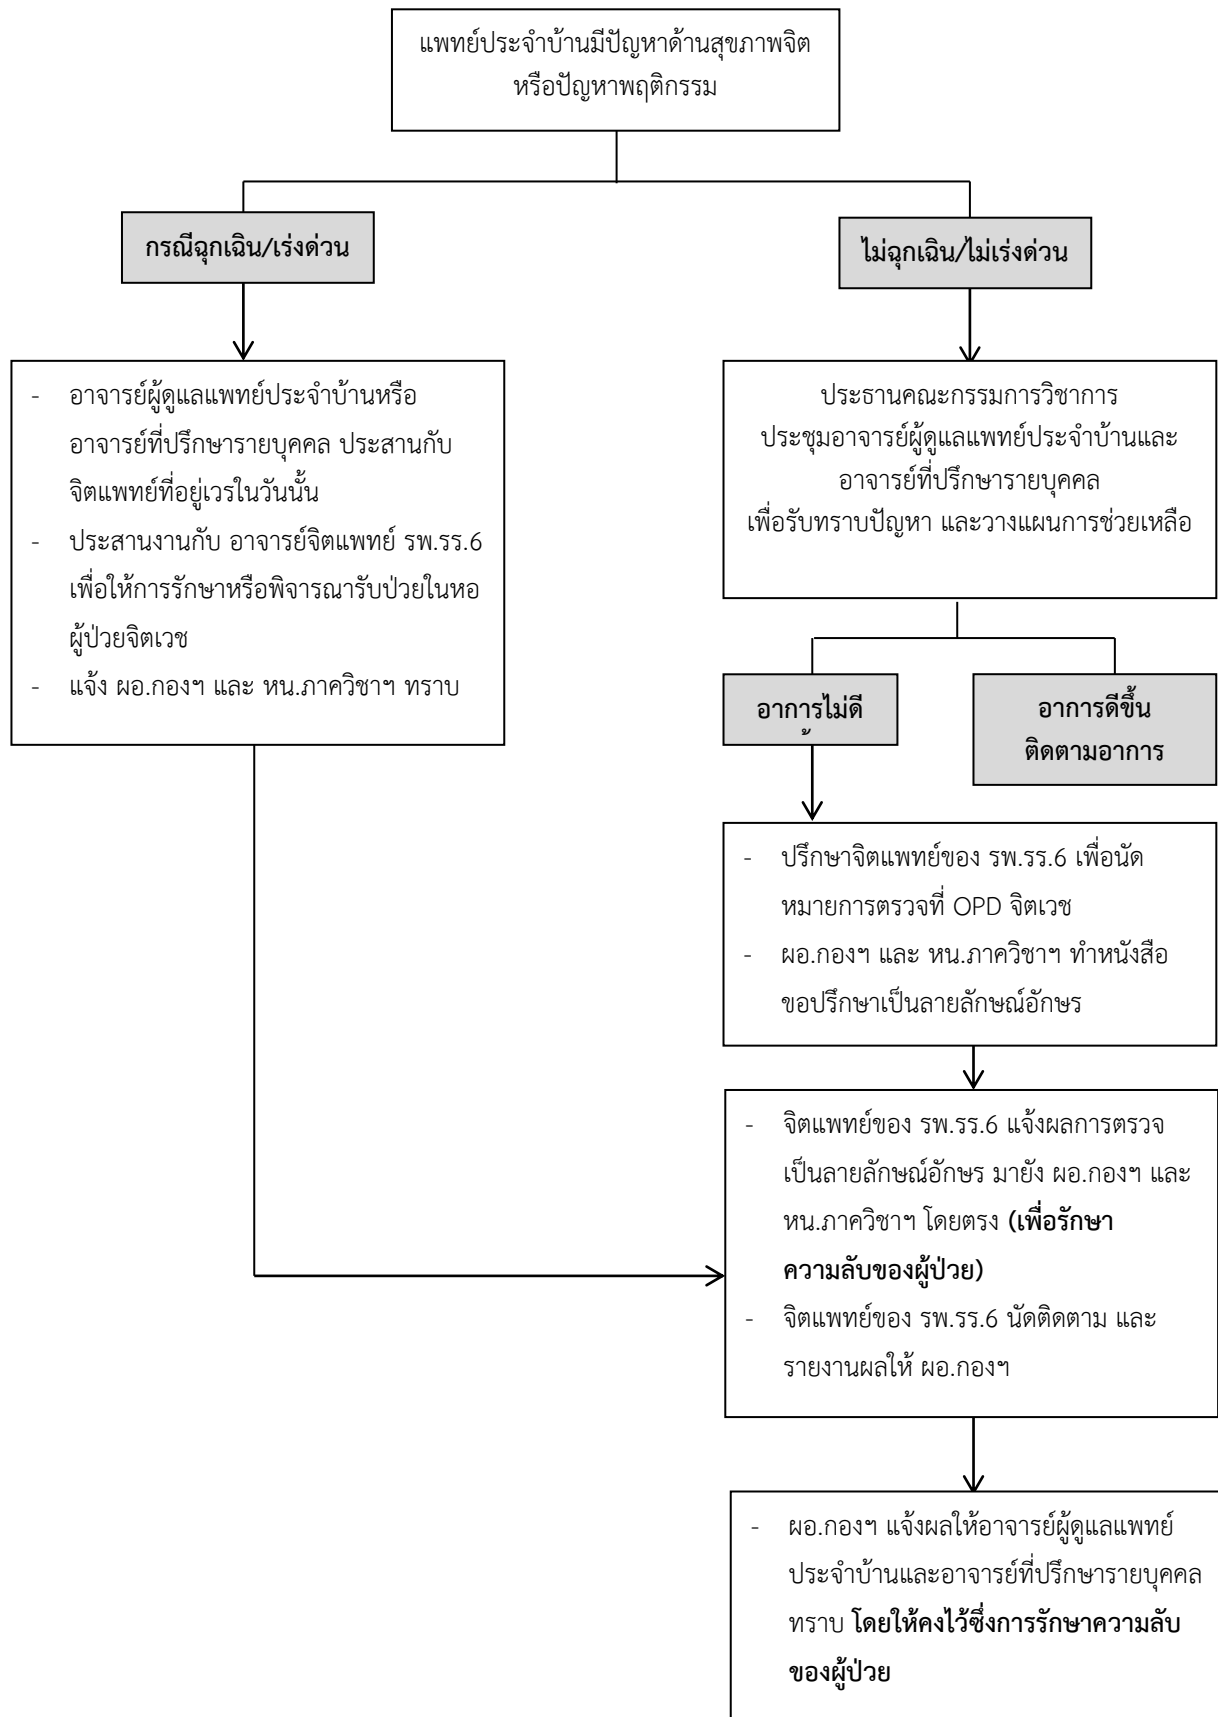 แพทย์ประจำบ้านมีปัญหาด้านสุขภาพจิต
หรือปัญหาพฤติกรรม
กรณีฉุกเฉิน/เร่งด่วน
ไม่ฉุกเฉิน/ไม่เร่งด่วน
- อาจารย์ผู้ดูแลแพทย์ประจำบ้านหรือ
อาจารย์ที่ปรึกษารายบุคคล ประสานกับ
จิตแพทย์ที่อยู่เวรในวันนั้น
- ประสานงานกับ อาจารย์จิตแพทย์ รพ.รร.6
เพื่อให้การรักษาหรือพิจารณารับป่วยในหอ
ผู้ป่วยจิตเวช
- แจ้ง ผอ.กองฯ และ หน.ภาควิชาฯ ทราบ
ประธานคณะกรรมการวิชาการ
ประชุมอาจารย์ผู้ดูแลแพทย์ประจำบ้านและ
อาจารย์ที่ปรึกษารายบุคคล
เพื่อรับทราบปัญหา และวางแผนการช่วยเหลือ
อาการไม่ดี
อาการดีขึ้น
ติดตามอาการ
- ปรึกษาจิตแพทย์ของ รพ.รร.6 เพื่อนัด
หมายการตรวจที่ OPD จิตเวช
- ผอ.กองฯ และ หน.ภาควิชาฯ ทำหนังสือ
ขอปรึกษาเป็นลายลักษณ์อักษร
- จิตแพทย์ของ รพ.รร.6 แจ้งผลการตรวจ
เป็นลายลักษณ์อักษร มายัง ผอ.กองฯ และ
หน.ภาควิชาฯ โดยตรง (เพื่อรักษา
ความลับของผู้ป่วย)
- จิตแพทย์ของ รพ.รร.6 นัดติดตาม และ
รายงานผลให้ ผอ.กองฯ
- ผอ.กองฯ แจ้งผลให้อาจารย์ผู้ดูแลแพทย์
ประจำบ้านและอาจารย์ที่ปรึกษารายบุคคล
ทราบ โดยให้คงไว้ซึ่งการรักษาความลับ
ของผู้ป่วย